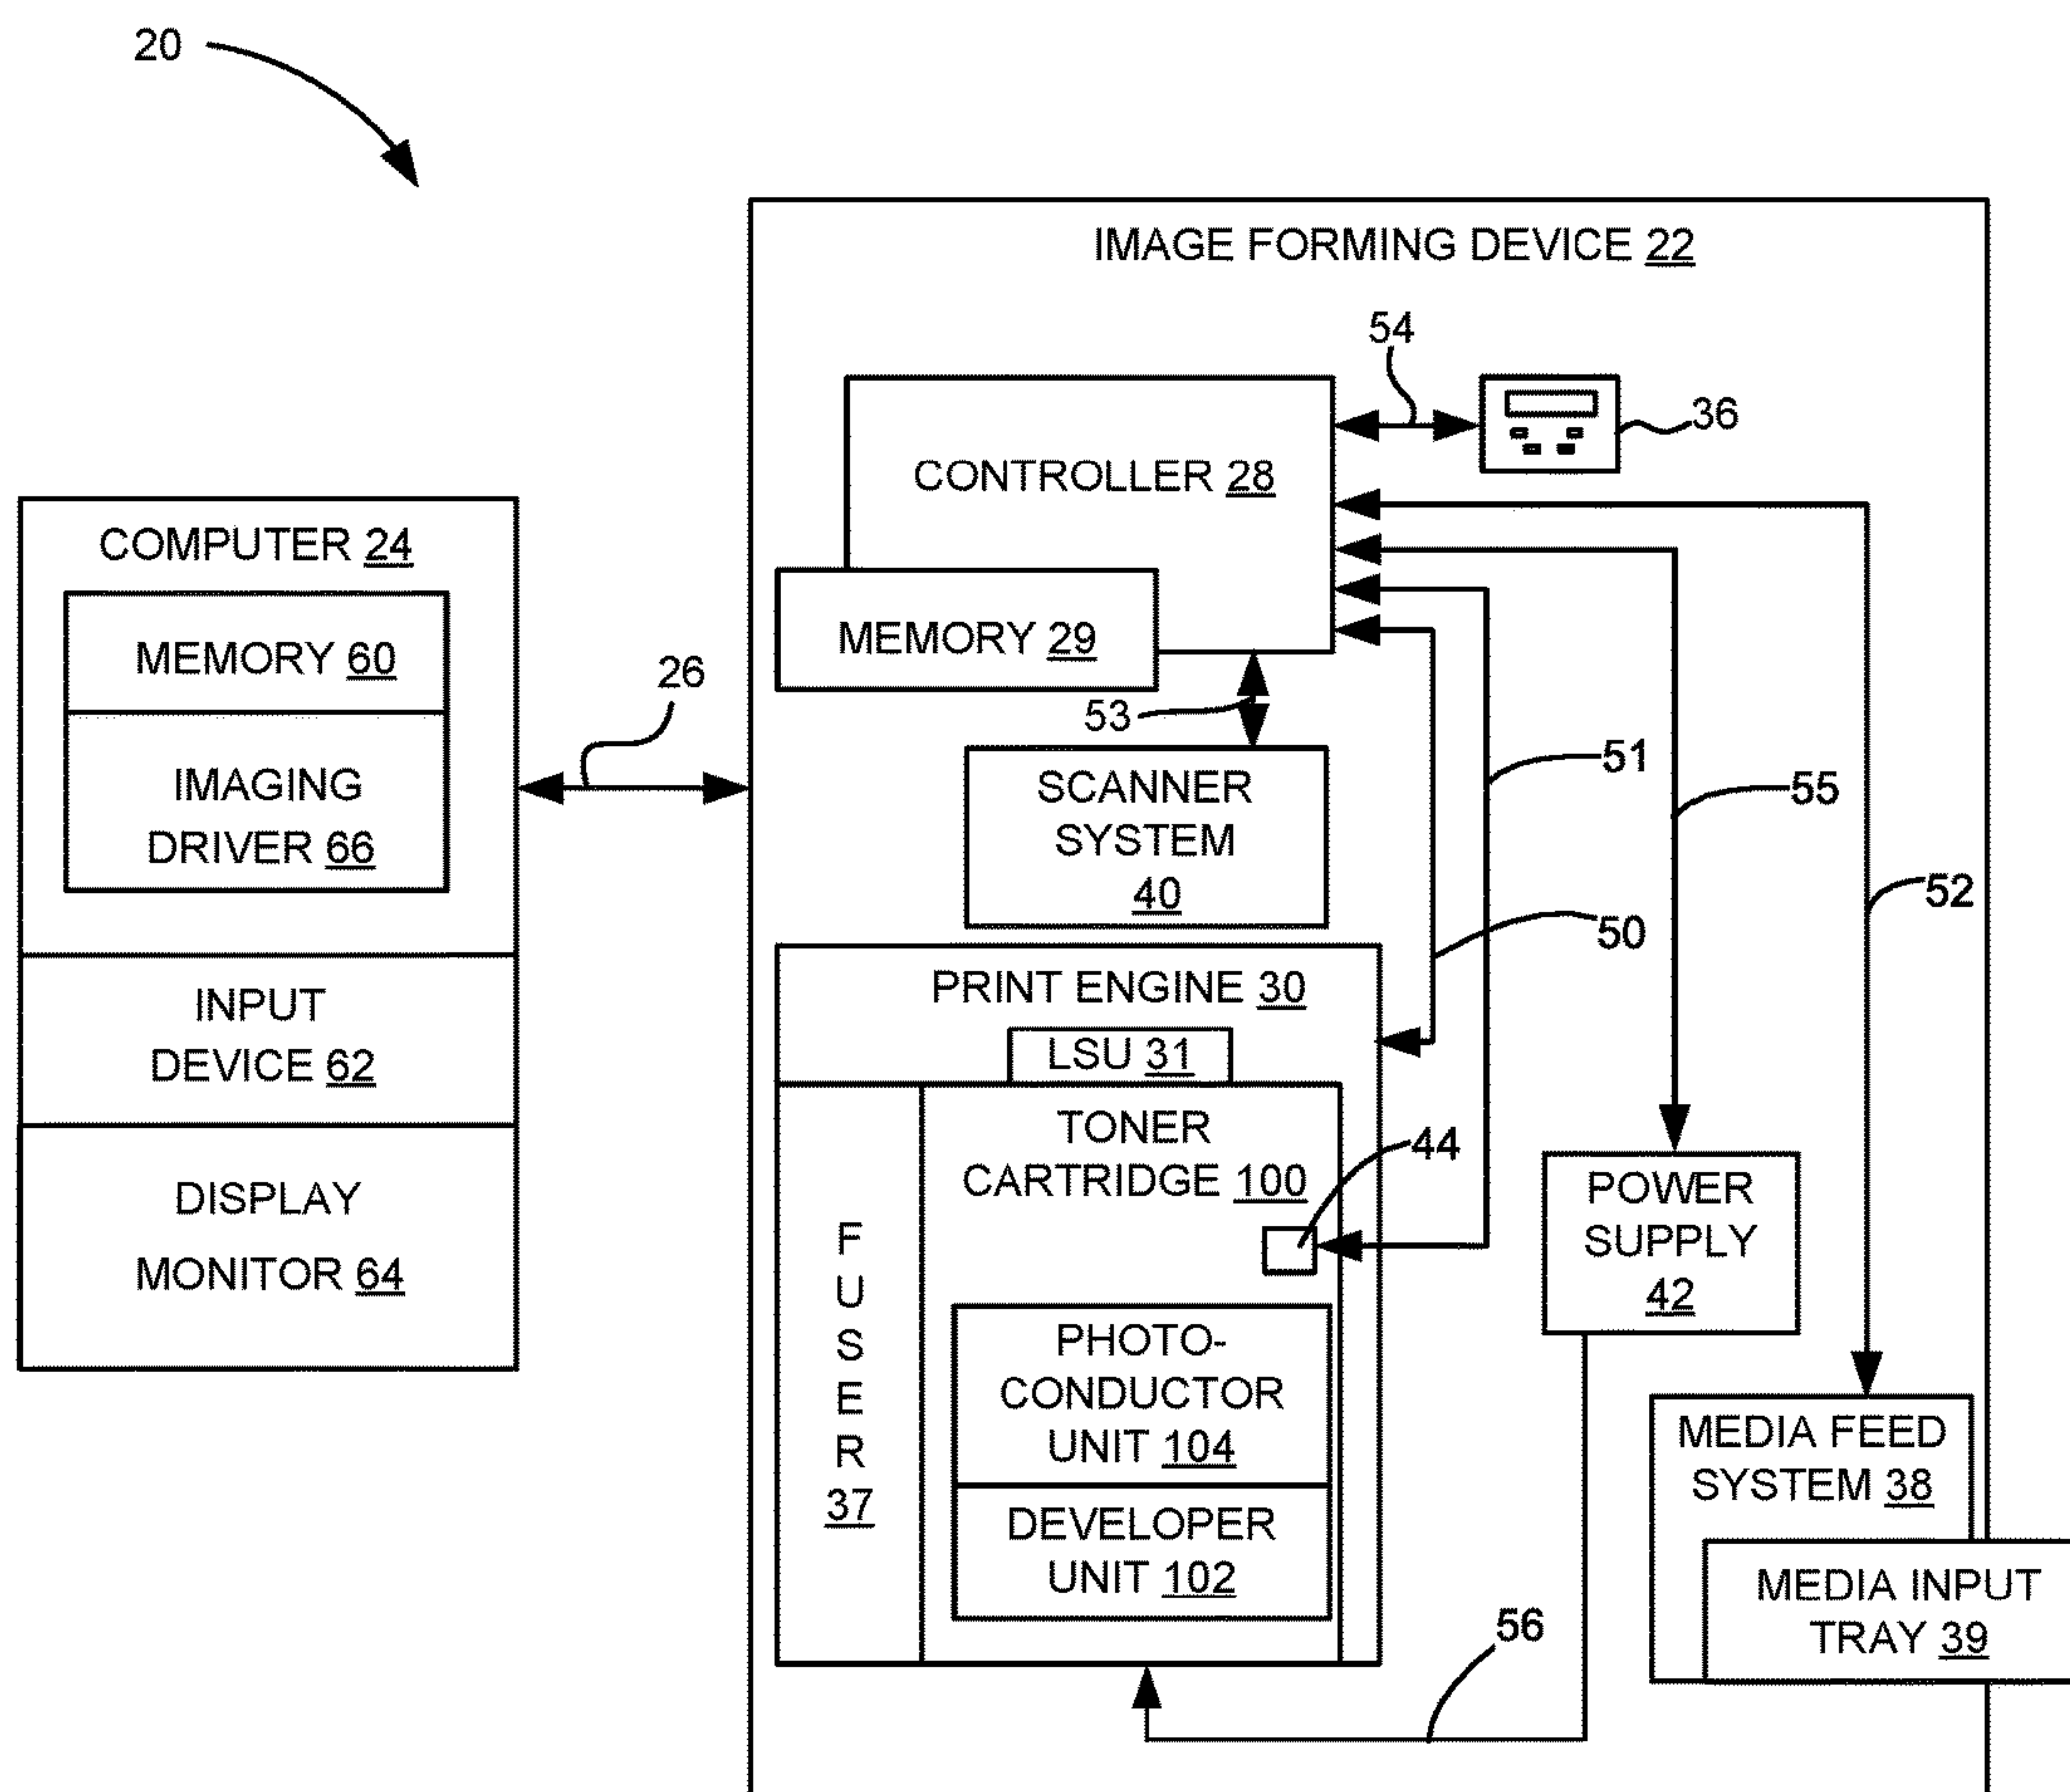 20
IMAGE FORMING DEVICE 22
54
36
CONTROLLER 28
MEMORY 29
53
COMPUTER 24
MEMORY 60
IMAGING
DRIVER 66
INPUT
DEVICE 62
DISPLAY
MONITOR 64
26
SCANNER
SYSTEM
40
51
55
52
50
PRINT ENGINE 30
LSU 31
TONER
CARTRIDGE 100
44
F
U
S
E
R
37
PHOTO-
CONDUCTOR
UNIT 104
DEVELOPER
UNIT 102
POWER
SUPPLY
42
MEDIA FEED
SYSTEM 38
MEDIA INPUT
TRAY 39
56